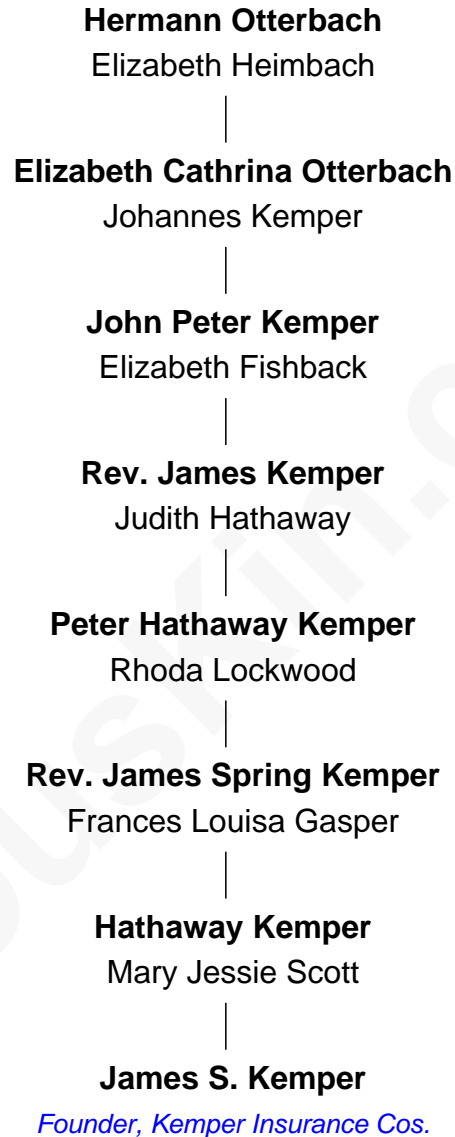 Hermann Otterbach
Elizabeth Heimbach
Elizabeth Cathrina Otterbach
Johannes Kemper
John Peter Kemper
Elizabeth Fishback
Rev. James Kemper
Judith Hathaway
Peter Hathaway Kemper
Rhoda Lockwood
Rev. James Spring Kemper
Frances Louisa Gasper
Hathaway Kemper
Mary Jessie Scott
James S. Kemper
Founder, Kemper Insurance Cos.